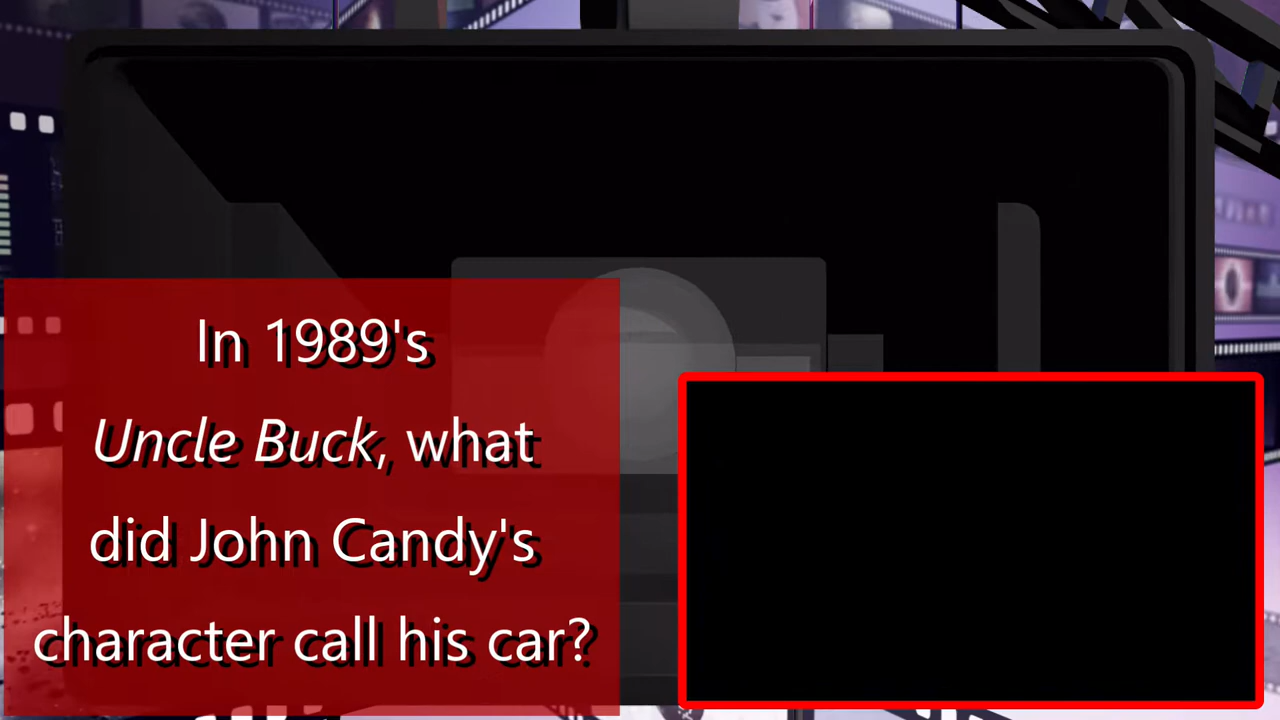 In 1989's
Uncle Buck, what
did John Candy's
character call his car?